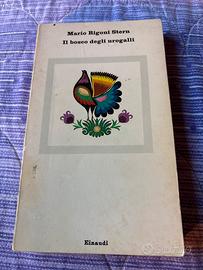 Mario Rigoni Stern
Il bosco degli urogalli
Einaudi